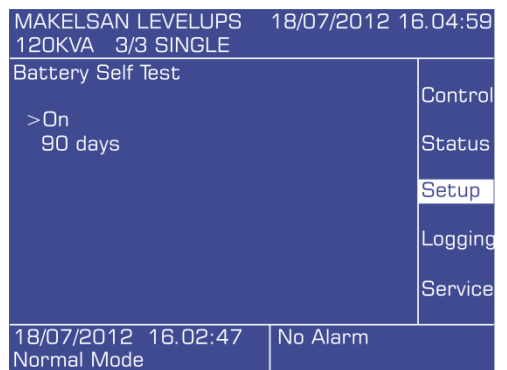 MAKELSAN LEVELUPS 18/07/2012 16.04:59
120KVA 3/3 SINGLE
Battery Self Test
>On
90 days
Control
Status
Setup
Logging
Service
18/07/2012 16.02:47 No Alarm
Normal Mode